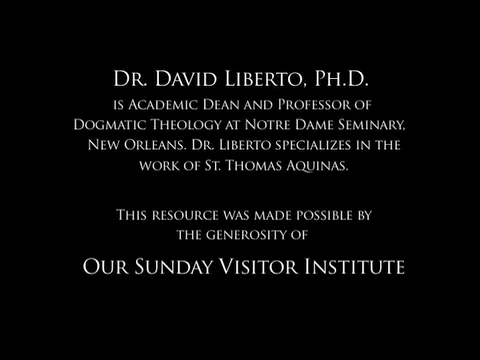 Dr. David Liberto, Ph.D.
is Academic Dean and Professor of
Dogmatic Theology at Notre Dame Seminary,
New Orleans. Dr. Liberto specializes in the
work of St. Thomas Aquinas.
This resource was made possible by
the generosity of
Our Sunday Visitor Institute